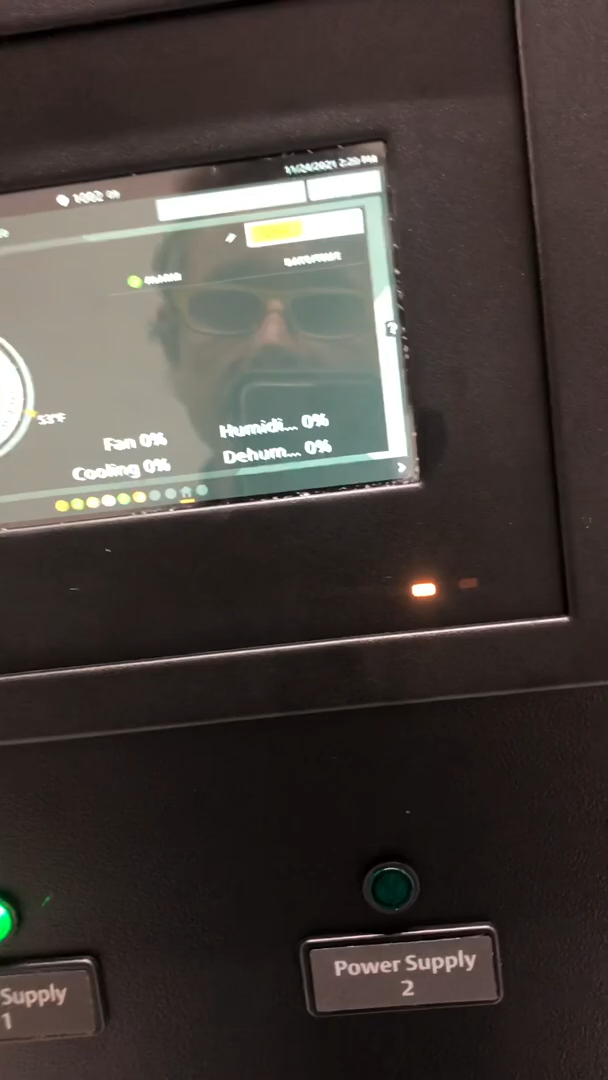 11/24/2021 2:20 PM
?
53°F
Fan 0%
Humidi... 0%
Cooling 0%
Dehum... 0%
>
Supply
1
Power Supply
2